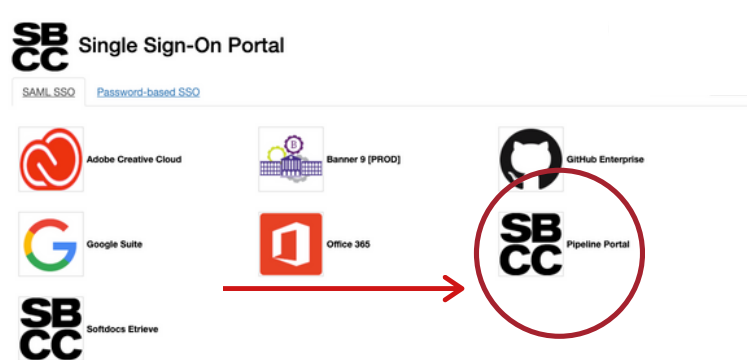 SB
CC
Single Sign-On Portal
SAML SSO
Password-based SSO
Adobe Creative Cloud
B
Banner 9 [PROD]
GitHub Enterprise
G
Google Suite
Office 365
SB
CC
Pipeline Portal
SB
CC
Softdocs Etrieve